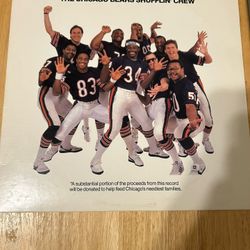 THE CHICAGO BEARS SHUFFLIN' CREW
83
34
50
*A substantial portion of the proceeds from this record
will be donated to help feed Chicago's neediest families.